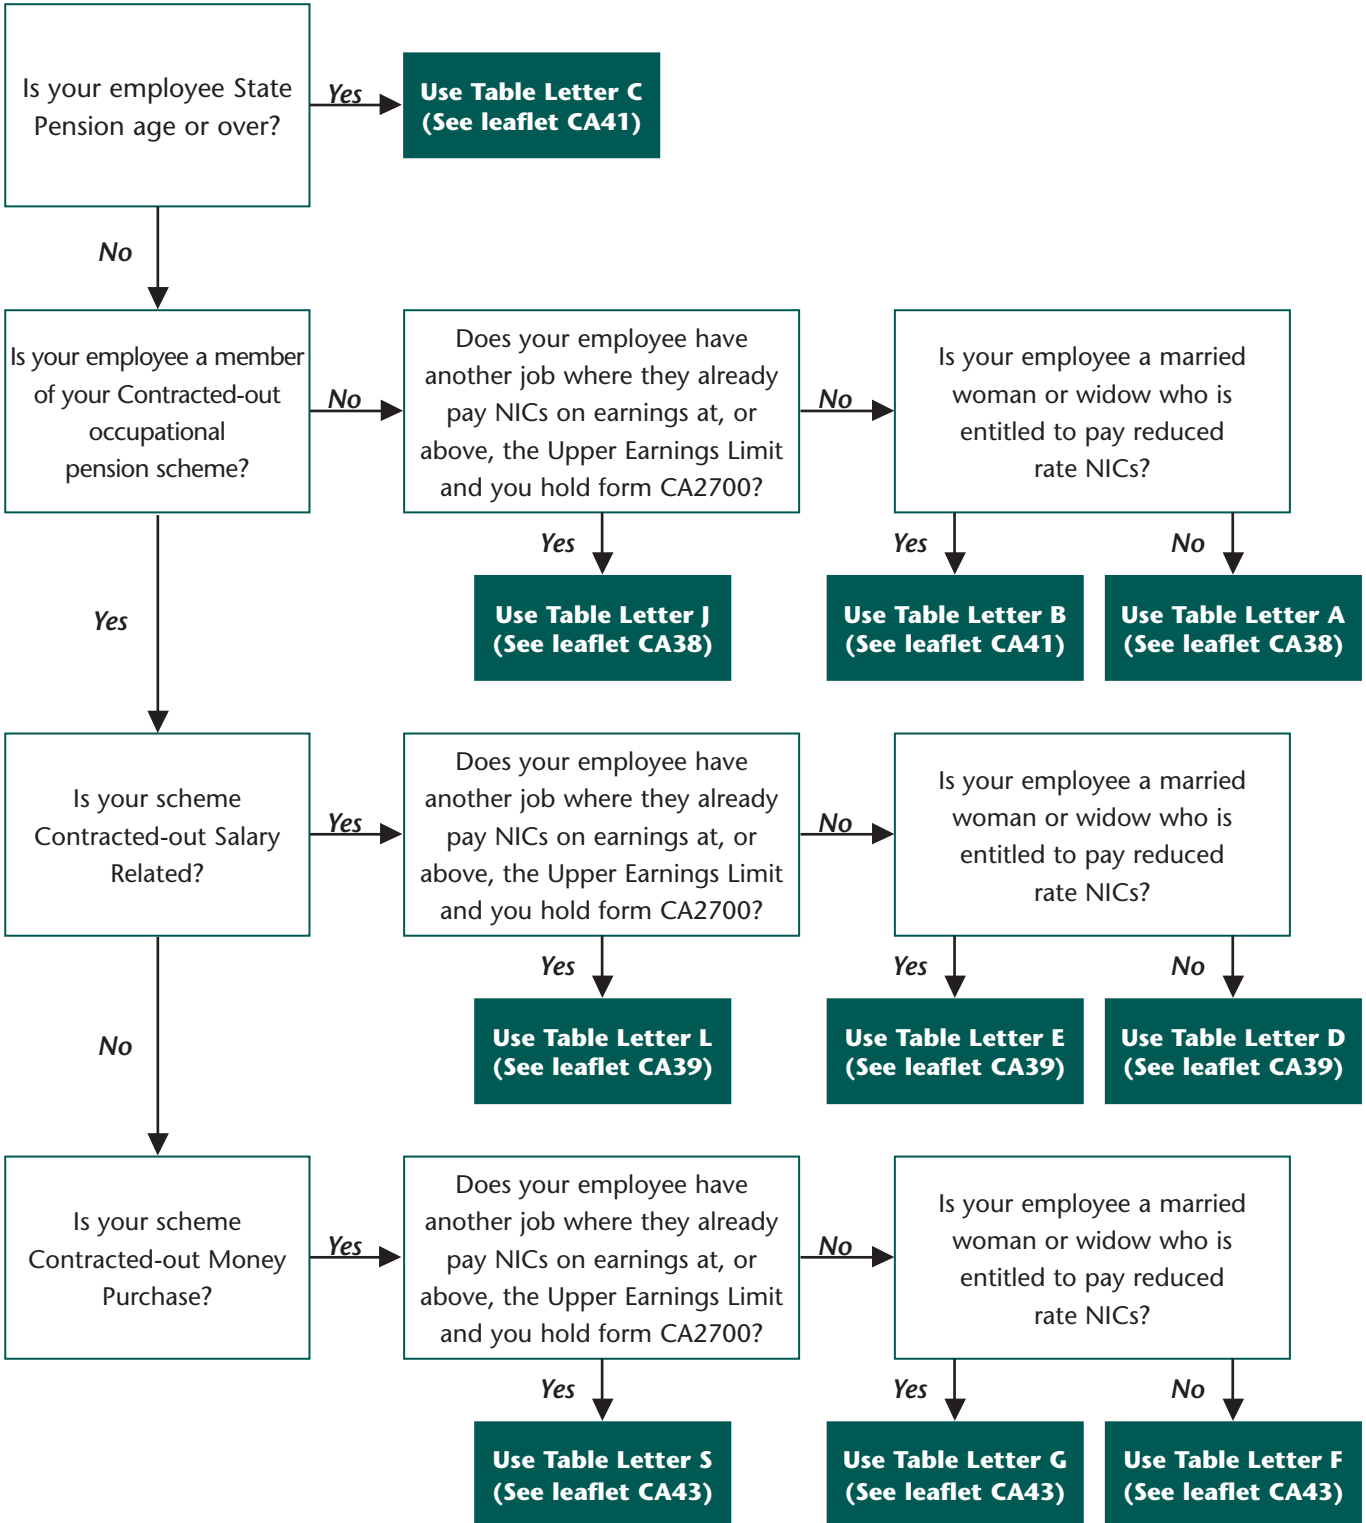 Is your employee State
Pension age or over?
Yes
Use Table Letter C
(See leaflet CA41)
No
Is your employee a member
of your Contracted-out
occupational
pension scheme?
No
Does your employee have
another job where they already
pay NICs on earnings at, or
above, the Upper Earnings Limit
and you hold form CA2700?
No
Is your employee a married
woman or widow who is
entitled to pay reduced
rate NICs?
Yes
Use Table Letter J
(See leaflet CA38)
Yes
Use Table Letter B
(See leaflet CA41)
No
Use Table Letter A
(See leaflet CA38)
Yes
Is your scheme
Contracted-out Salary
Related?
Yes
Does your employee have
another job where they already
pay NICs on earnings at, or
above, the Upper Earnings Limit
and you hold form CA2700?
No
Is your employee a married
woman or widow who is
entitled to pay reduced
rate NICs?
Yes
Use Table Letter L
(See leaflet CA39)
Yes
Use Table Letter E
(See leaflet CA39)
No
Use Table Letter D
(See leaflet CA39)
No
Is your scheme
Contracted-out Money
Purchase?
Yes
Does your employee have
another job where they already
pay NICs on earnings at, or
above, the Upper Earnings Limit
and you hold form CA2700?
No
Is your employee a married
woman or widow who is
entitled to pay reduced
rate NICs?
Yes
Use Table Letter S
(See leaflet CA43)
Yes
Use Table Letter G
(See leaflet CA43)
No
Use Table Letter F
(See leaflet CA43)